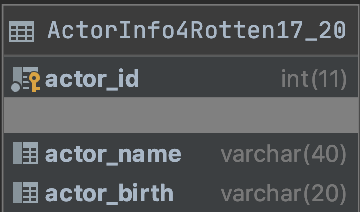 ActorInfo4Rotten17_20
actor_id int(11)
actor_name varchar(40)
actor_birth varchar(20)